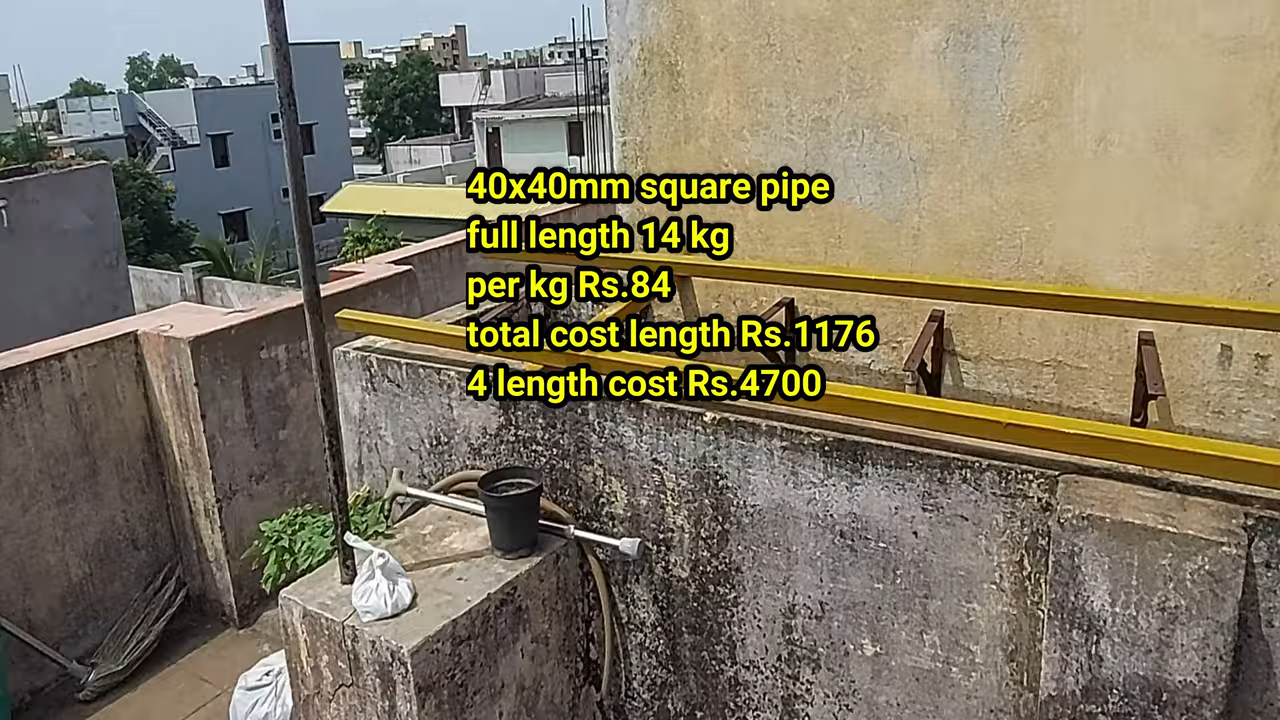 40x40mm square pipe
full length 14 kg
per kg Rs.84
total cost length Rs.1176
4 length cost Rs.4700